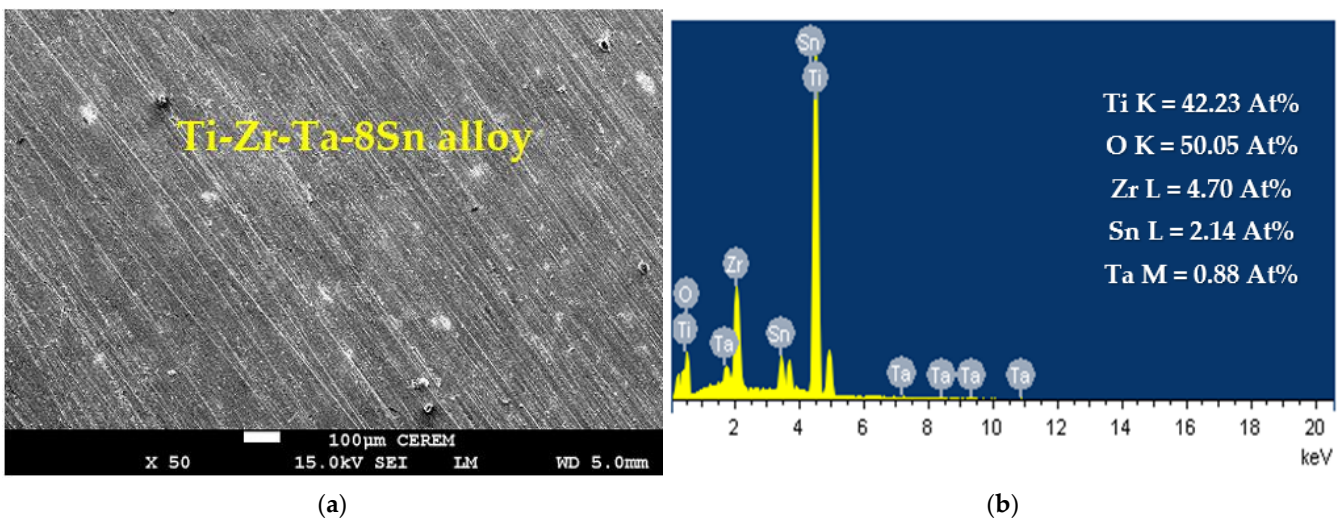 Ti-Zr-Ta-8Sn alloy
100µm CEREM
X 50 15.0kV SEI LM WD 5.0mm
(a)
Sn
Ti
Zr
O
Ti
Ta
Sn
Ta
Ta
Ta
Ta
Ti K = 42.23 At%
O K = 50.05 At%
Zr L = 4.70 At%
Sn L = 2.14 At%
Ta M = 0.88 At%
2 4 6 8 10 12 14 16 18 20
keV
(b)